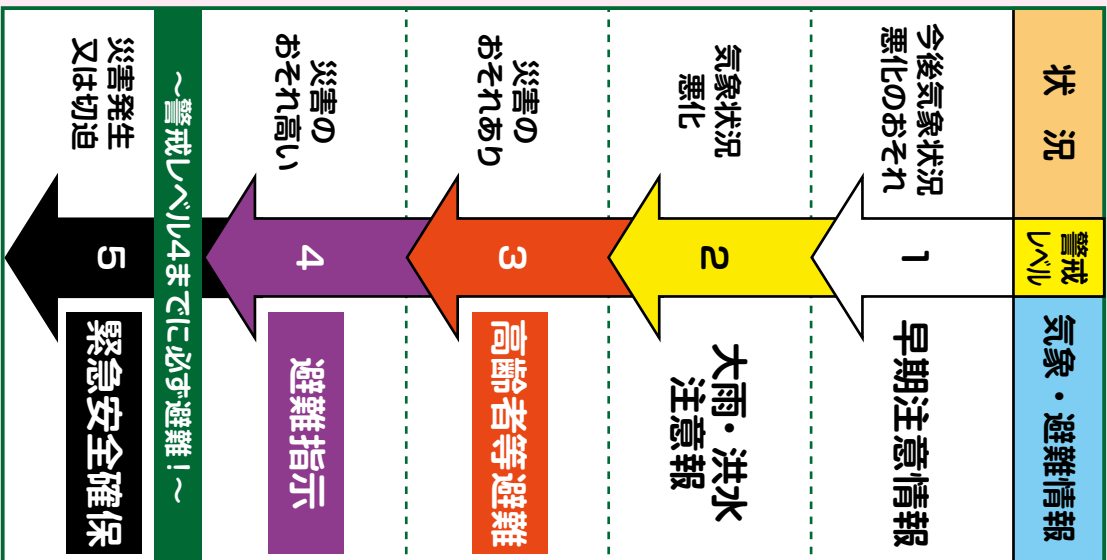 状況
警戒
レベル
気象・避難情報
今後気象状況
悪化のおそれ
1
早期注意情報
気象状況
悪化
2
大雨・洪水
注意報
災害の
おそれあり
3
高齢者等避難
災害の
おそれ高い
4
避難指示
～警戒レベル4までに必ず避難！～
災害発生
又は切迫
5
緊急安全確保